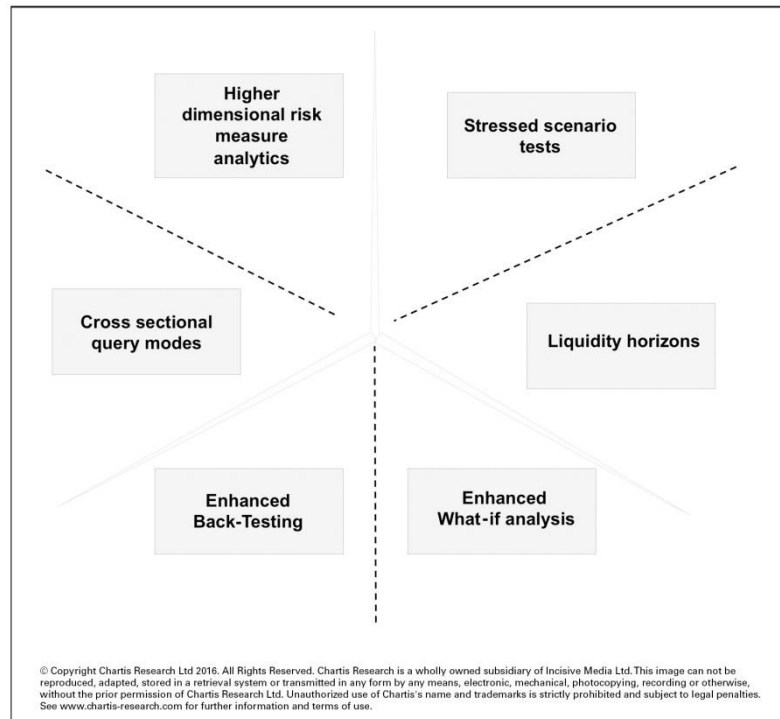 Higher
dimensional risk
measure
analytics
Stressed scenario
tests
Cross sectional
query modes
Liquidity horizons
Enhanced
Back-Testing
Enhanced
What-if analysis
© Copyright Chartis Research Ltd 2016. All Rights Reserved. Chartis Research is a wholly owned subsidiary of Incisive Media Ltd. This image can not be
reproduced, adapted, stored in a retrieval system or transmitted in any form by any means, electronic, mechanical, photocopying, recording or otherwise,
without the prior permission of Chartis Research Ltd. Unauthorized use of Chartis's name and trademarks is strictly prohibited and subject to legal penalties.
See www.chartis-research.com for further information and terms of use.